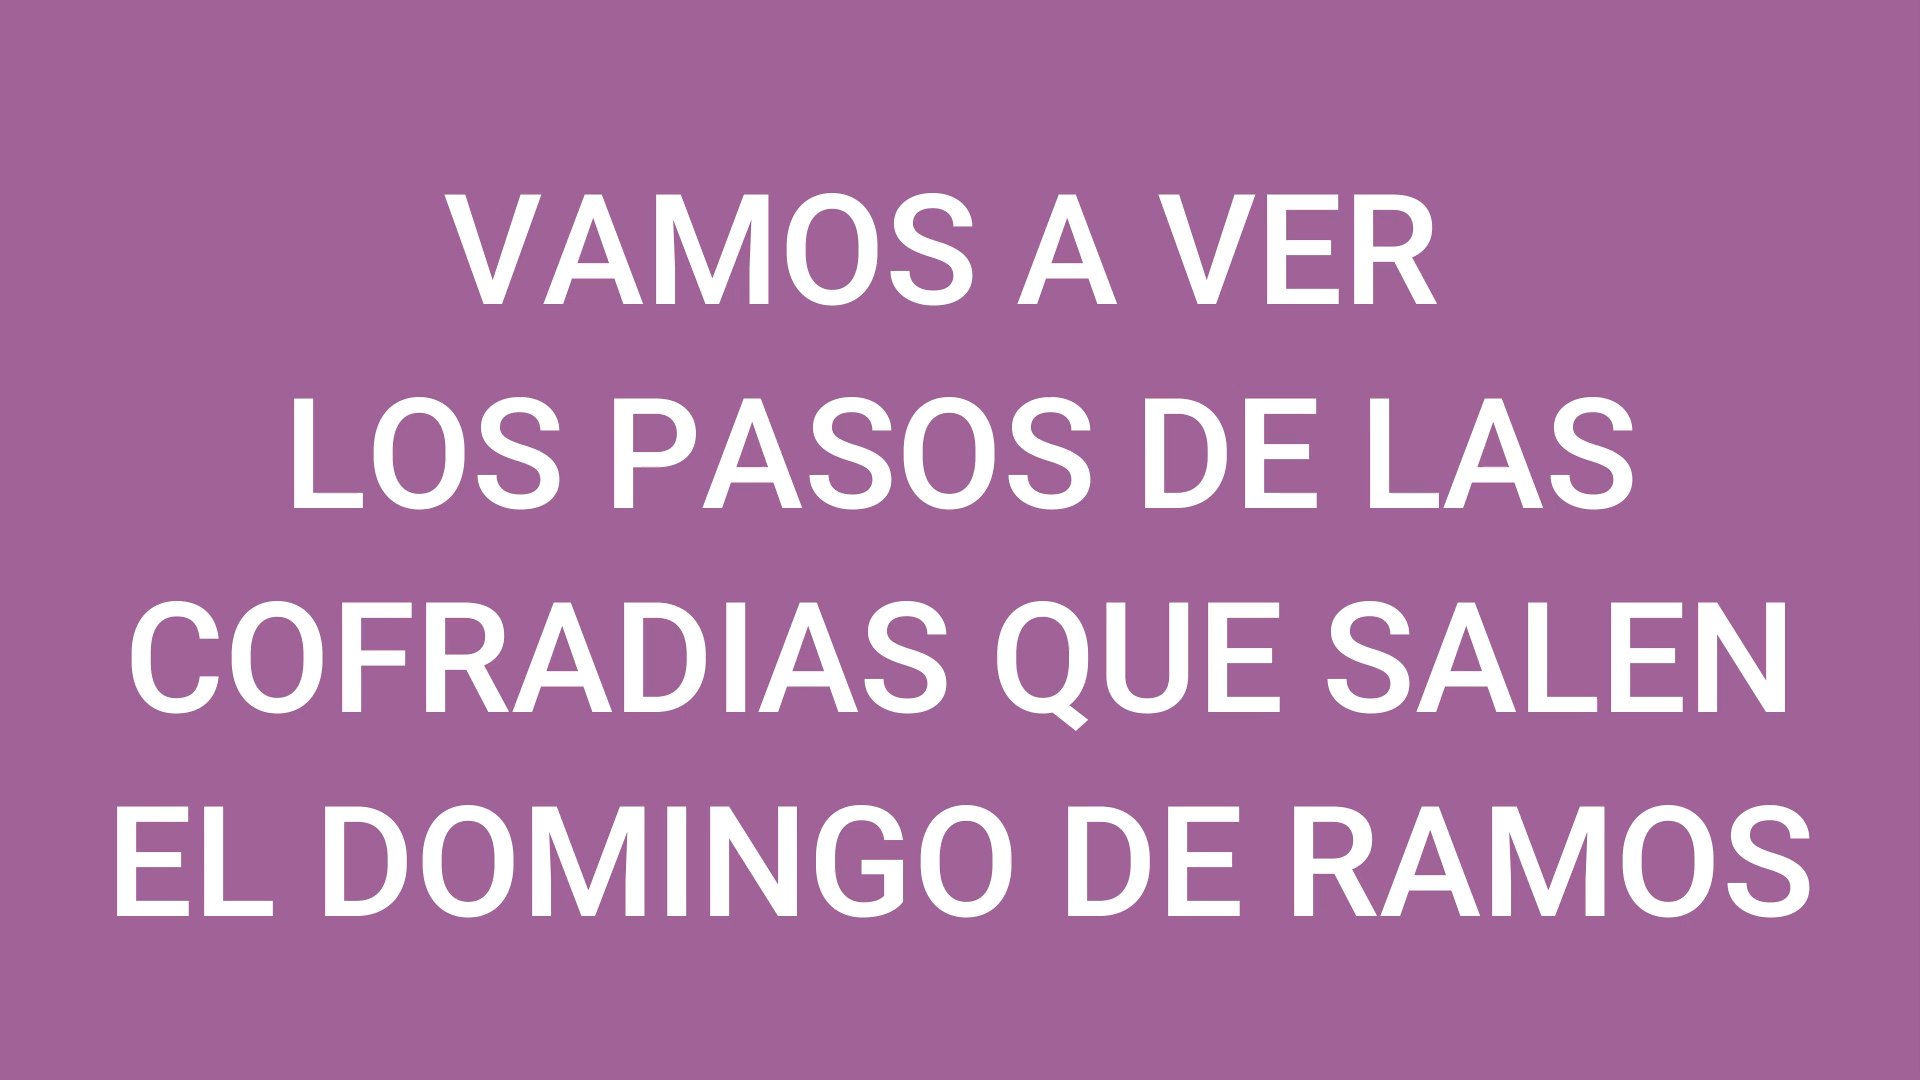 VAMOS A VER
LOS PASOS DE LAS
COFRADIAS QUE SALEN
EL DOMINGO DE RAMOS